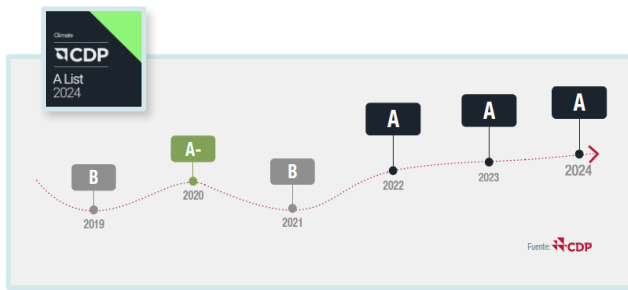 Climate
CDP
A List
2024
B
2019
A-
2020
B
2021
A
2022
A
2023
A
2024
Fuente: CDP